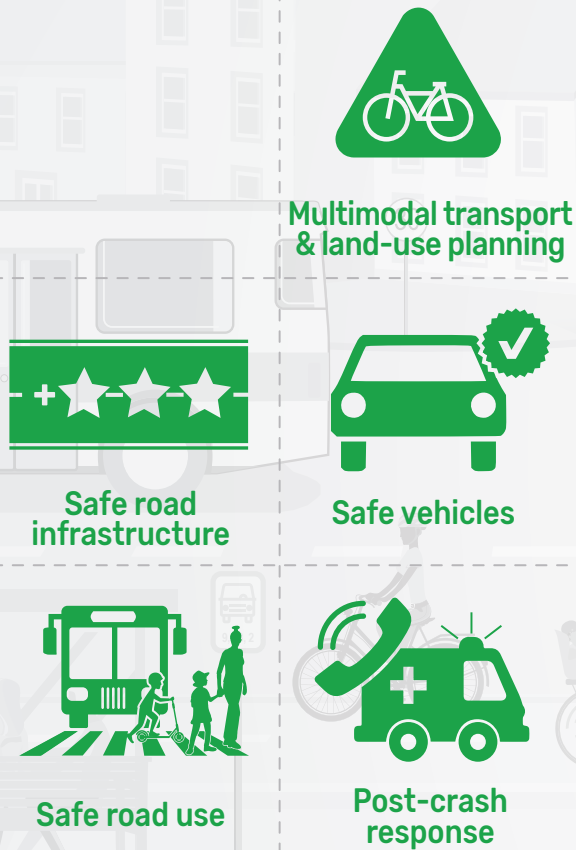 Multimodal transport
& land-use planning
Safe road
infrastructure
Safe vehicles
Safe road use
Post-crash
response